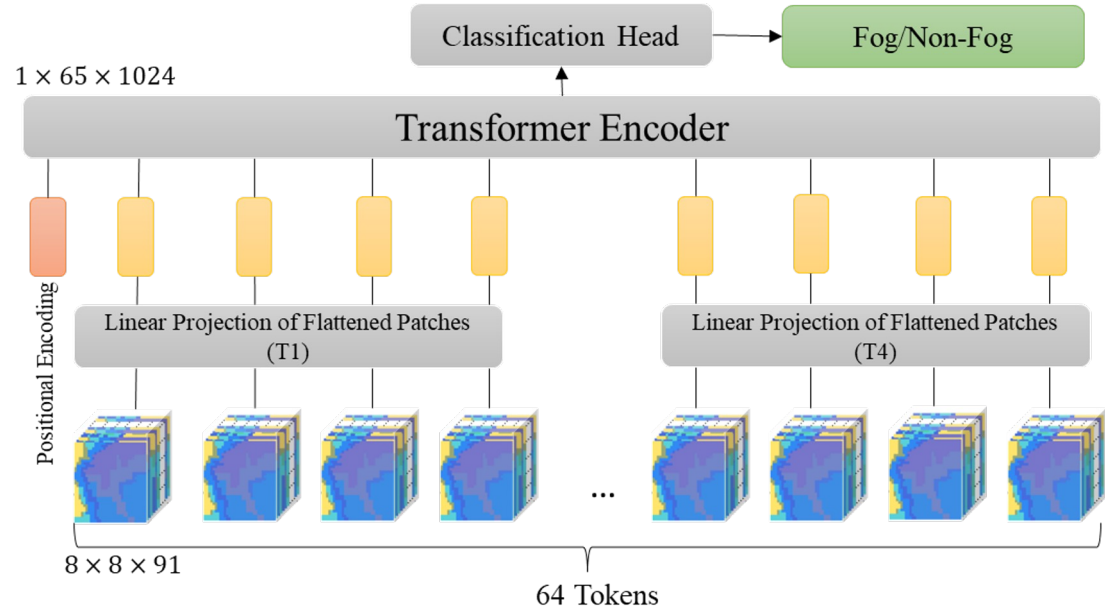 Classification Head
Fog/Non-Fog
1 × 65 × 1024
Transformer Encoder
Positional Encoding
Linear Projection of Flattened Patches
(T1)
Linear Projection of Flattened Patches
(T4)
...
8 × 8 × 91
64 Tokens